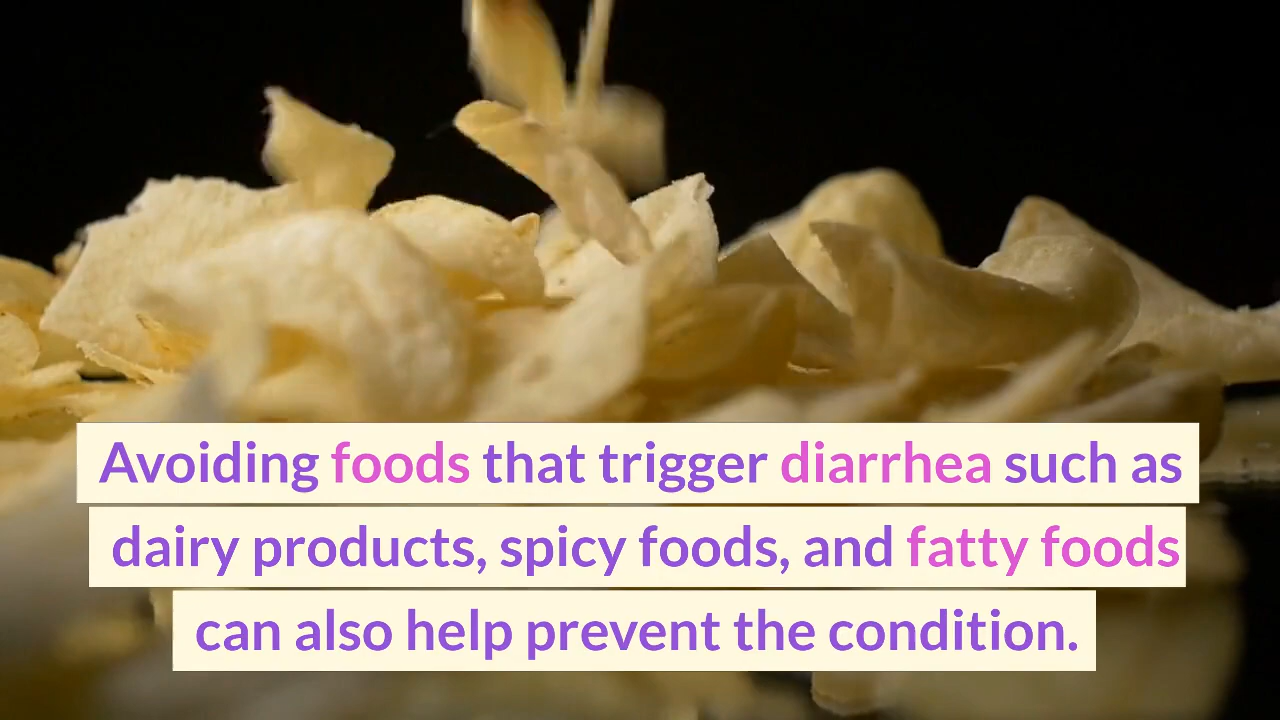 Avoiding foods that trigger diarrhea such as
dairy products, spicy foods, and fatty foods
can also help prevent the condition.